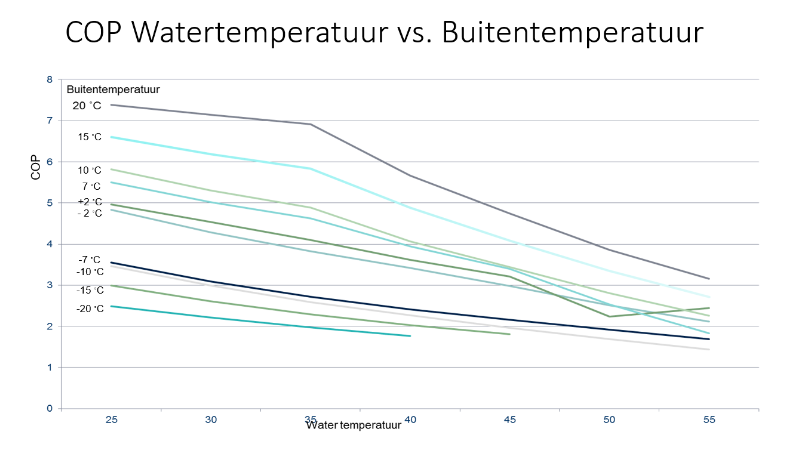 COP Watertemperatuur vs. Buitentemperatuur
8
Buitentemperatuur
20 °C
7
15 °C
6
10 °C
7 °C
5
+2 °C
- 2 °C
COP
4
-7 °C
-10 °C
3
-15 °C
-20 °C
2
1
0
25 30 35 40 45 50 55
Water temperatuur